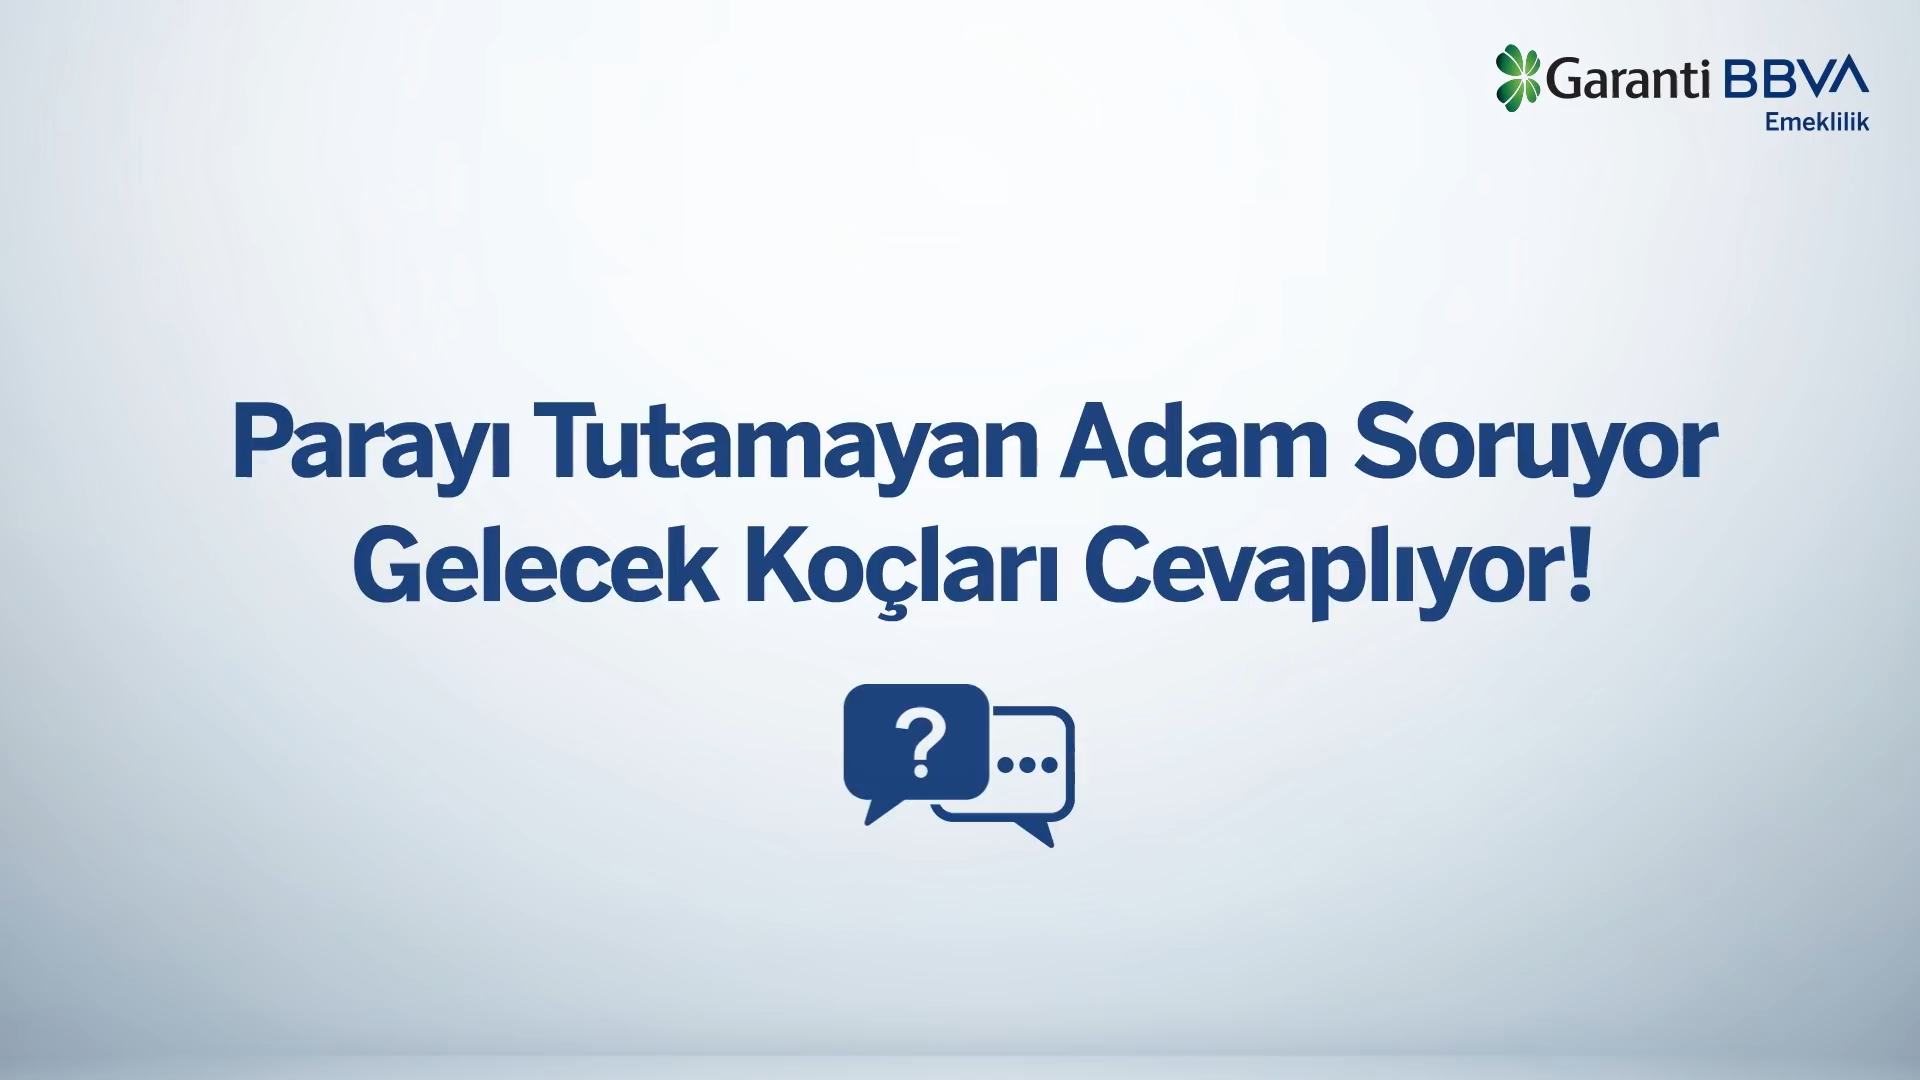 Garanti BBVA
Emeklilik
Parayı Tutamayan Adam Soruyor
Gelecek Koçları Cevaplıyor!
?